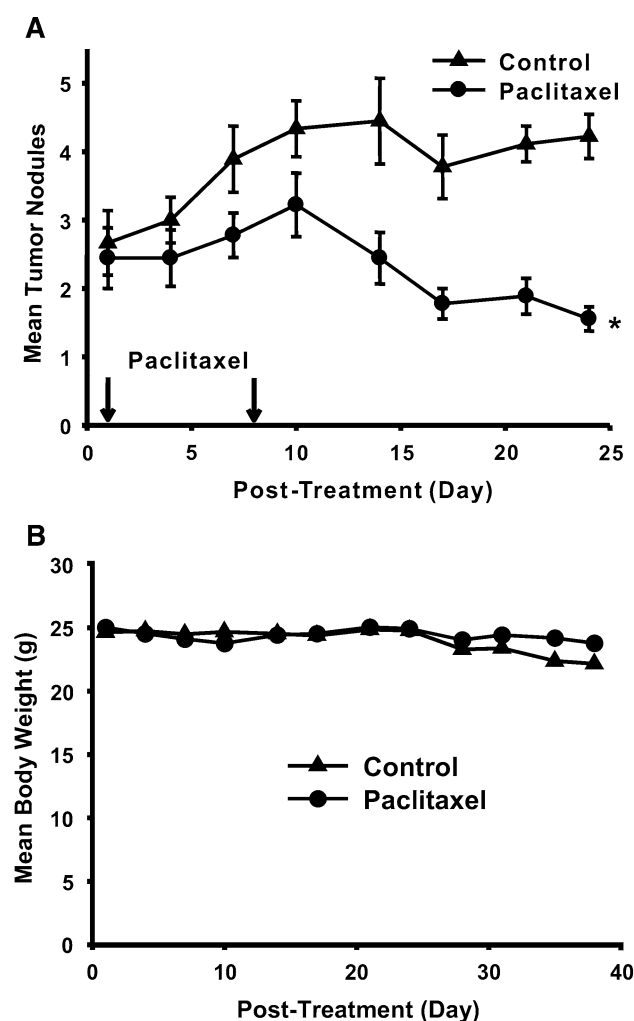 A
Control
Paclitaxel
5
4
3
2
1
0
Mean Tumor Nodules
Paclitaxel
*
0 5 10 15 20 25
Post-Treatment (Day)
B
30
25
20
15
10
5
0
Mean Body Weight (g)
Control
Paclitaxel
0 10 20 30 40
Post-Treatment (Day)